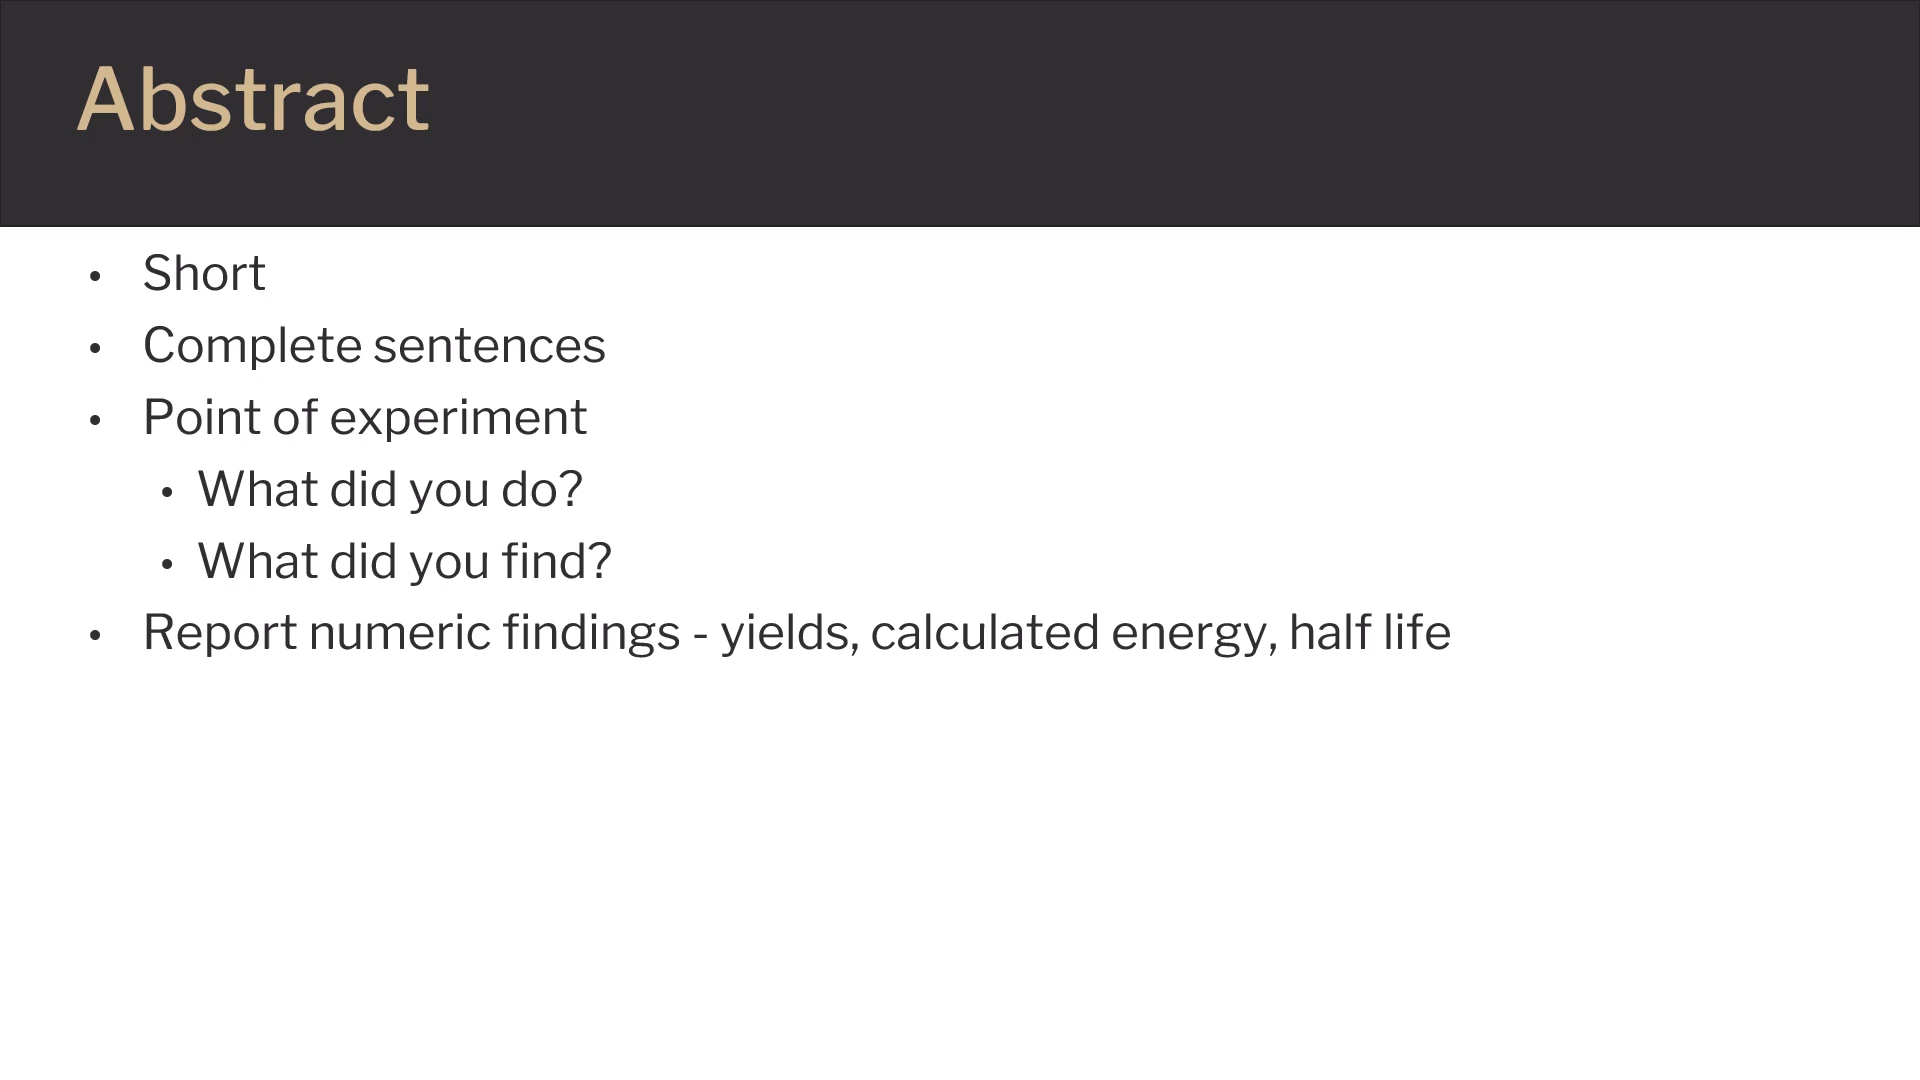 Abstract
• Short
• Complete sentences
• Point of experiment
• What did you do?
• What did you find?
• Report numeric findings - yields, calculated energy, half life